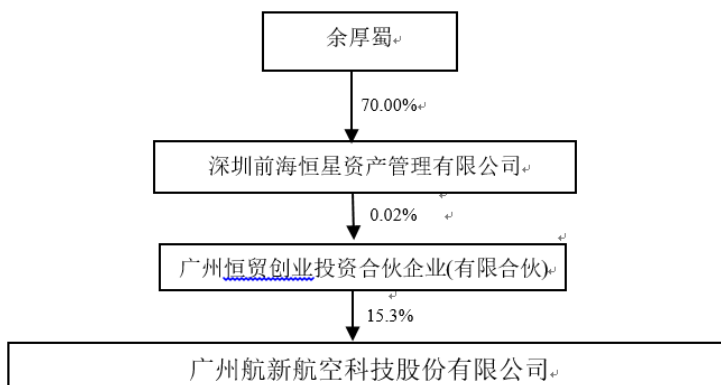 余厚蜀
70.00%
深圳前海恒星资产管理有限公司
0.02%
广州恒贸创业投资合伙企业(有限合伙)
15.3%
广州航新航空科技股份有限公司